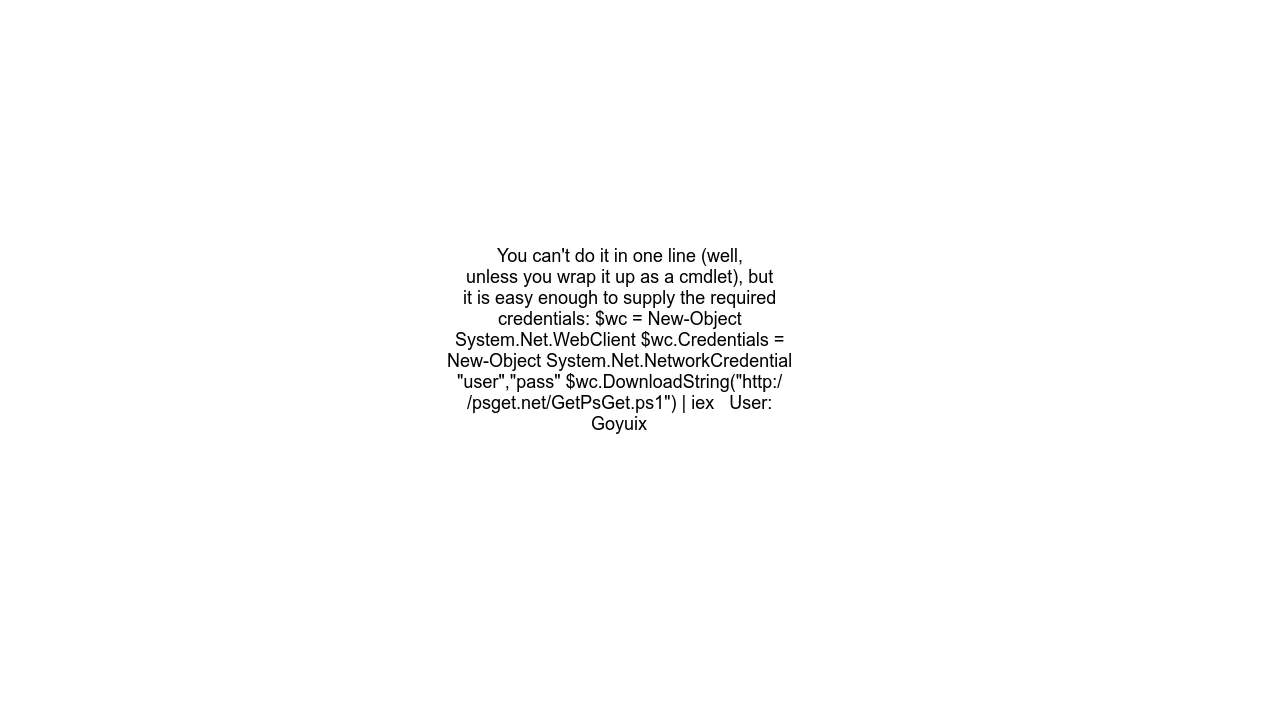 You can't do it in one line (well,
unless you wrap it up as a cmdlet), but
it is easy enough to supply the required
credentials: $wc = New-Object
System.Net.WebClient $wc.Credentials =
New-Object System.Net.NetworkCredential
"user","pass" $wc.DownloadString("http:/
/psget.net/GetPsGet.ps1") | iex   User:
Goyuix